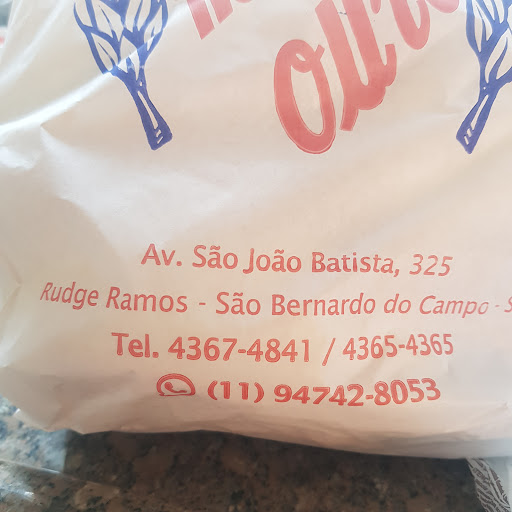 Av. São João Batista, 325
Rudge Ramos - São Bernardo do Campo - S
Tel. 4367-4841 / 4365-4365
(11) 94742-8053